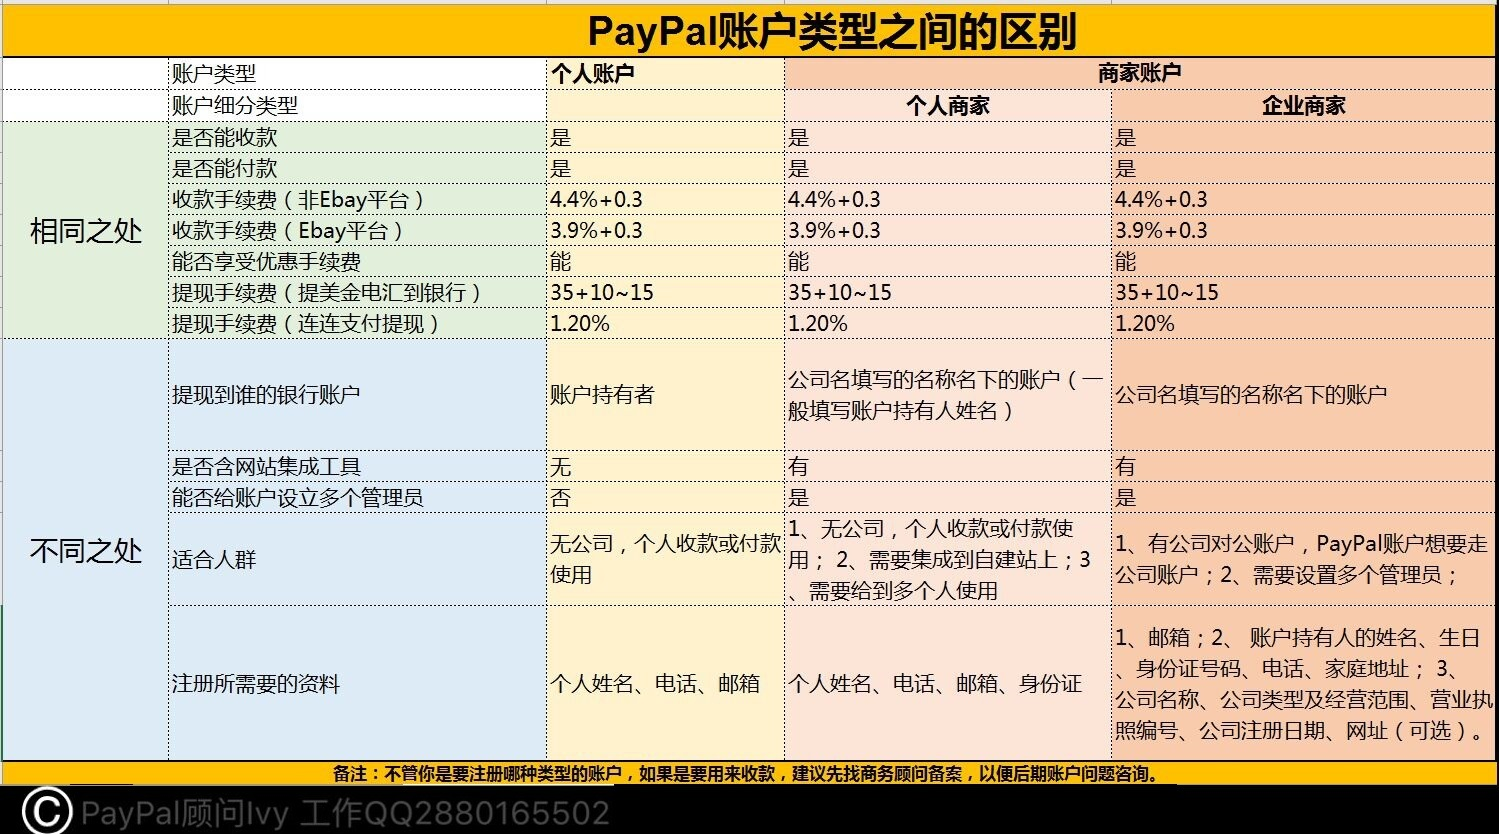 PayPal账户类型之间的区别
账户类型 个人账户 商家账户
账户细分类型 个人商家 企业商家
相同之处
是否能收款 是 是 是
是否能付款 是 是 是
收款手续费（非Ebay平台） 4.4%+0.3 4.4%+0.3 4.4%+0.3
收款手续费（Ebay平台） 3.9%+0.3 3.9%+0.3 3.9%+0.3
能否享受优惠手续费 能 能 能
提现手续费（提美金电汇到银行） 35+10~15 35+10~15 35+10~15
提现手续费（连连支付提现） 1.20% 1.20% 1.20%
不同之处
提现到谁的银行账户
账户持有者
公司名填写的名称名下的账户（一
般填写账户持有人姓名）
公司名填写的名称名下的账户
是否含网站集成工具 无 有 有
能否给账户设立多个管理员 否 是 是
适合人群
无公司，个人收款或付款
使用
1、无公司，个人收款或付款使
用； 2、需要集成到自建站上；3
、需要给到多个人使用
1、有公司对公账户，PayPal账户想要走
公司账户；2、需要设置多个管理员；
注册所需要的资料
个人姓名、电话、邮箱
个人姓名、电话、邮箱、身份证
1、邮箱；2、 账户持有人的姓名、生日
、身份证号码、电话、家庭地址； 3、
公司名称、公司类型及经营范围、营业执
照编号、公司注册日期、网址（可选）。
备注：不管你是要注册哪种类型的账户，如果是要用来收款，建议先找商务顾问备案，以便后期账户问题咨询。
© PayPal顾问Ivy 工作QQ2880165502